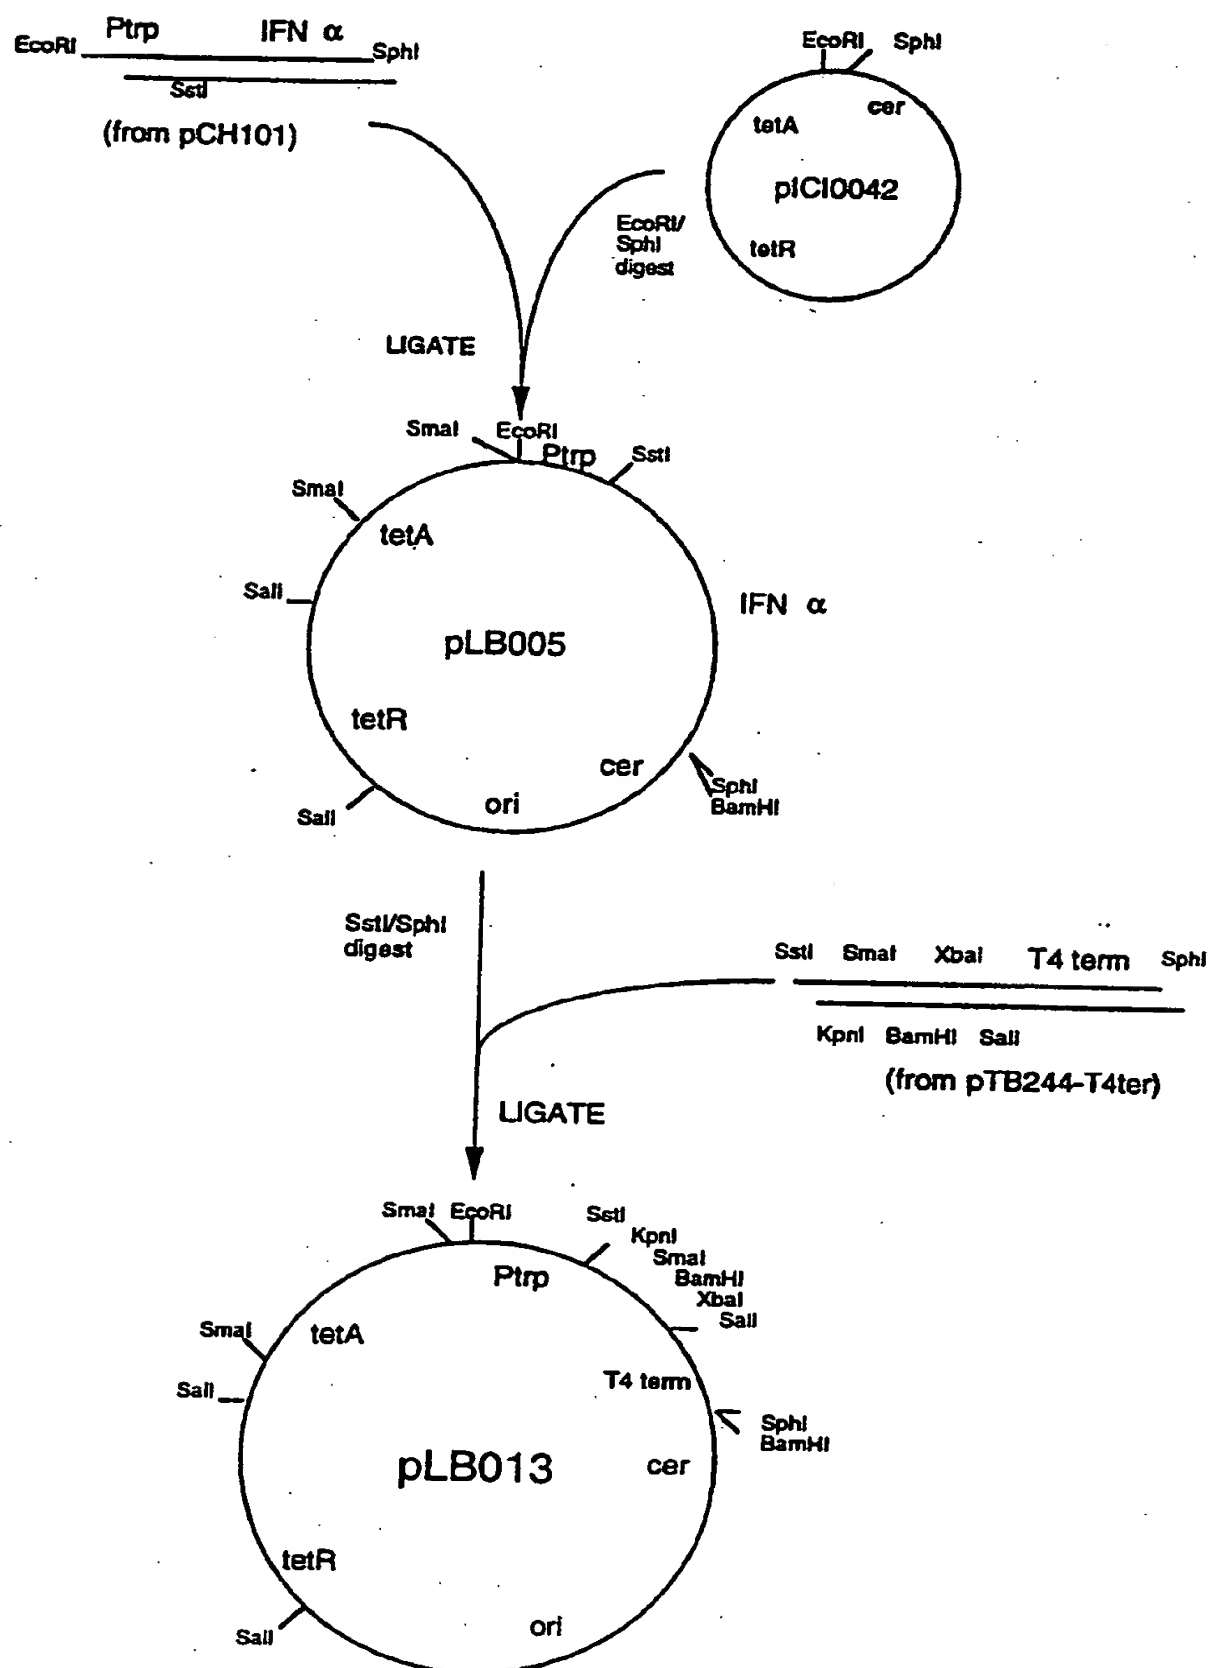 Ptrp IFN α
EcoRI SphI
SstI
(from pCH101)
EcoRI SphI
cer
tetA
pICI0042
tetR
EcoRI/
SphI
digest
LIGATE
SmaI EcoRI
Ptrp SstI
SmaI
tetA
SalI
IFN α
pLB005
tetR
cer
SphI
BamHI
ori
SalI
SstI/SphI
digest
SstI SmaI XbaI T4 term SphI
KpnI BamHI SalI
(from pTB244-T4ter)
LIGATE
SmaI EcoRI SstI
KpnI
SmaI
Ptrp BamHI
XbaI
SalI
SmaI tetA
SalI
T4 term
SphI
BamHI
pLB013
cer
tetR
ori
SalI